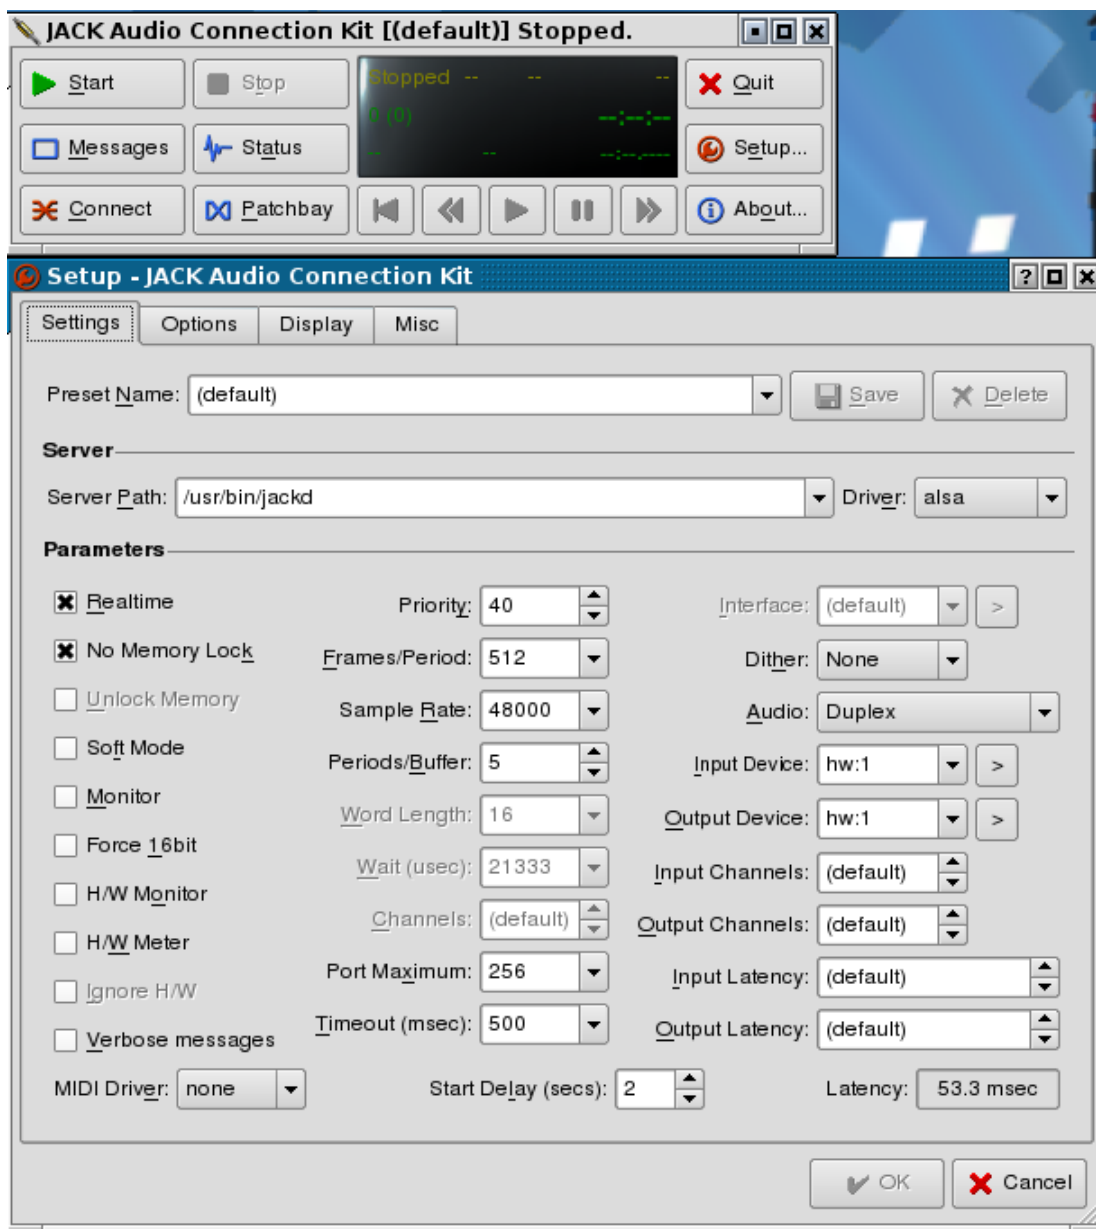 JACK Audio Connection Kit [(default)] Stopped.
Start Stop Stopped -- -- -- Quit
0 (0) --:--:--
Messages Status -- -- --:--.---- Setup...
Connect Patchbay About...
Setup - JACK Audio Connection Kit
Settings Options Display Misc
Preset Name: (default) Save Delete
Server
Server Path: /usr/bin/jackd Driver: alsa
Parameters
Realtime Priority: 40 Interface: (default) >
No Memory Lock Frames/Period: 512 Dither: None
Unlock Memory Sample Rate: 48000 Audio: Duplex
Soft Mode Periods/Buffer: 5 Input Device: hw:1 >
Monitor Word Length: 16 Output Device: hw:1 >
Force 16bit Wait (usec): 21333 Input Channels: (default)
H/W Monitor Channels: (default) Output Channels: (default)
H/W Meter Port Maximum: 256 Input Latency: (default)
Ignore H/W Timeout (msec): 500 Output Latency: (default)
Verbose messages
MIDI Driver: none Start Delay (secs): 2 Latency: 53.3 msec
OK Cancel